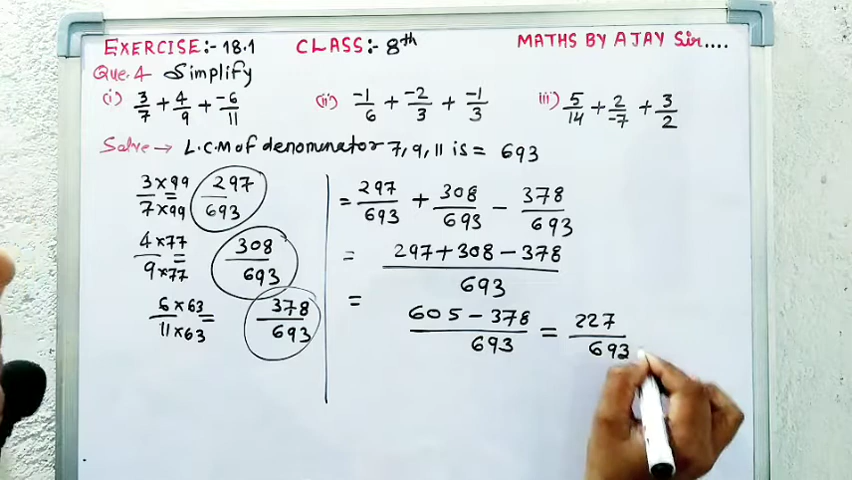 EXERCISE:- 18.1 CLASS:- 8th MATHS BY AJAY Sir....
Que.4 Simplify
(i) 3/7 + 4/9 + -6/11 (ii) -1/6 + -2/3 + -1/3 iii) 5/14 + 2/-7 + 3/2
Solve → L.C.M of denominator 7, 9, 11 is = 693
3×99/7×99 = 297/693
4×77/9×77 = 308/693
6×63/11×63 = 378/693
= 297/693 + 308/693 - 378/693
= 297+308-378/693
= 605-378/693 = 227/693